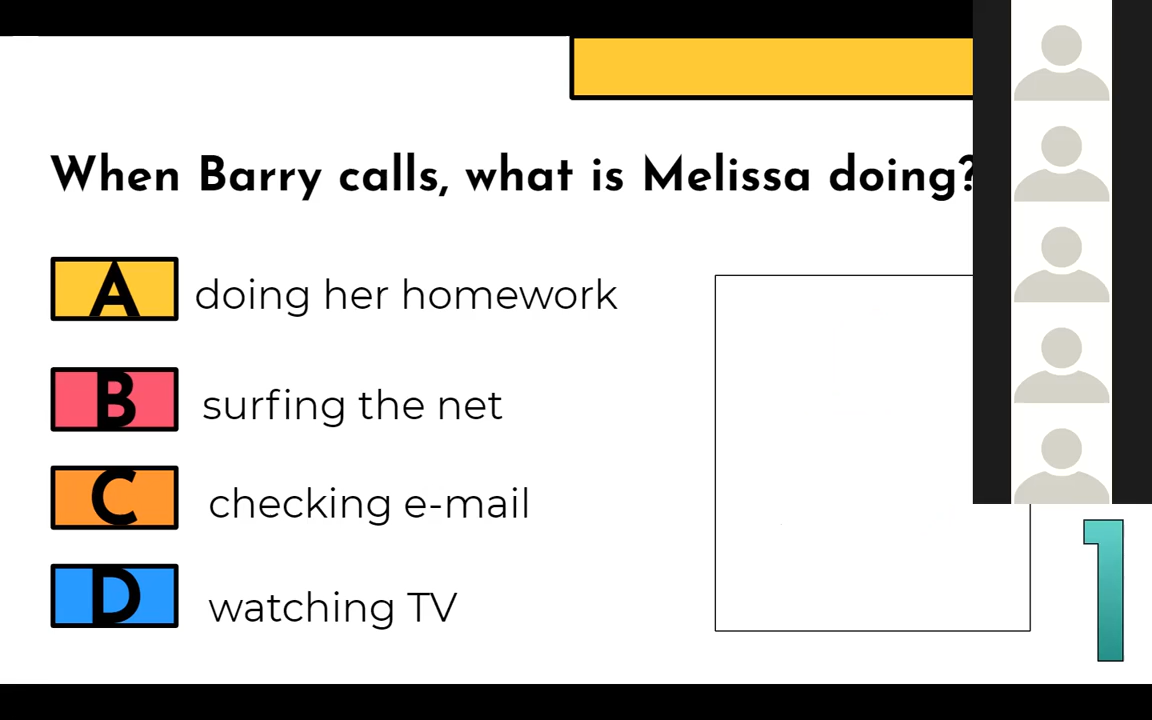 When Barry calls, what is Melissa doing?
A doing her homework
B surfing the net
C checking e-mail
D watching TV
1